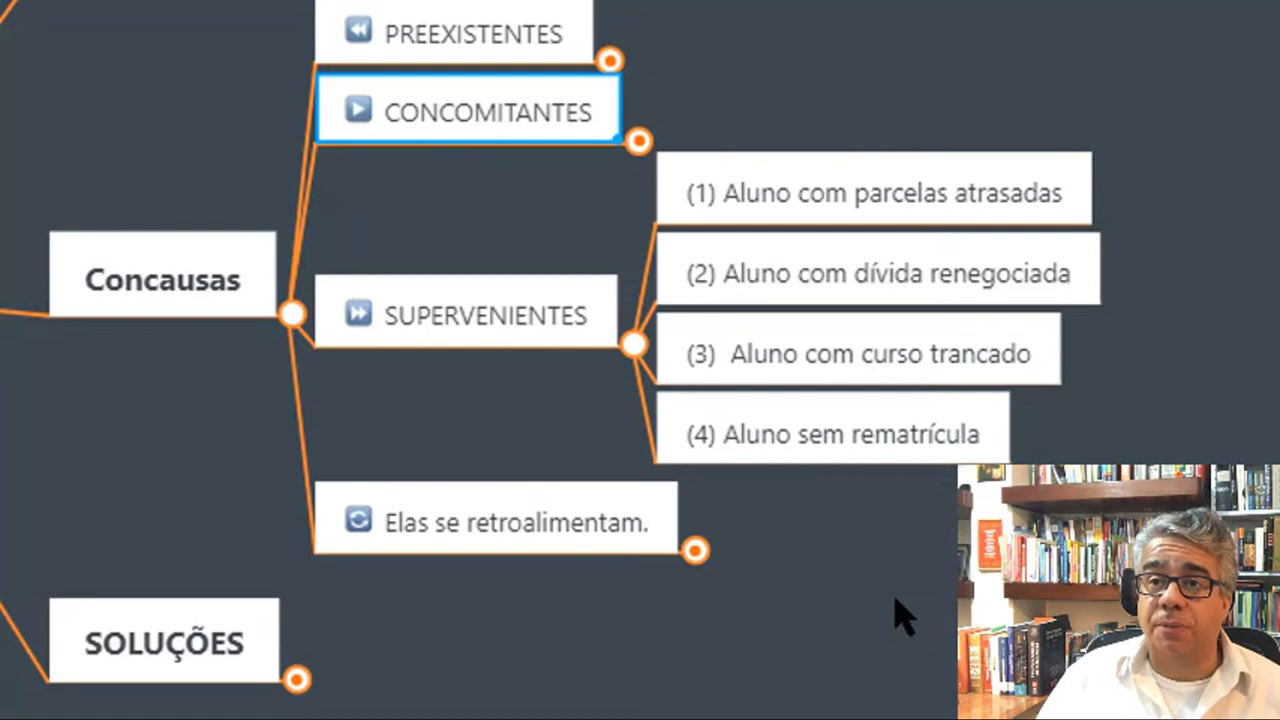 PREEXISTENTES
CONCOMITANTES
(1) Aluno com parcelas atrasadas
(2) Aluno com dívida renegociada
Concausas
SUPERVENIENTES
(3) Aluno com curso trancado
(4) Aluno sem rematrícula
Elas se retroalimentam.
SOLUÇÕES